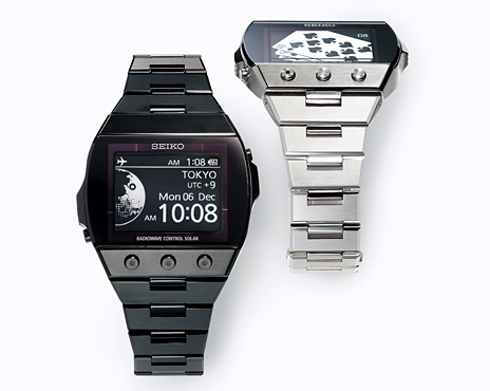 SEIKO
AM 1:08
TOKYO
UTC +9
Mon 06 Dec
AM 10:08
RADIOWAVE CONTROL SOLAR
SEIKO